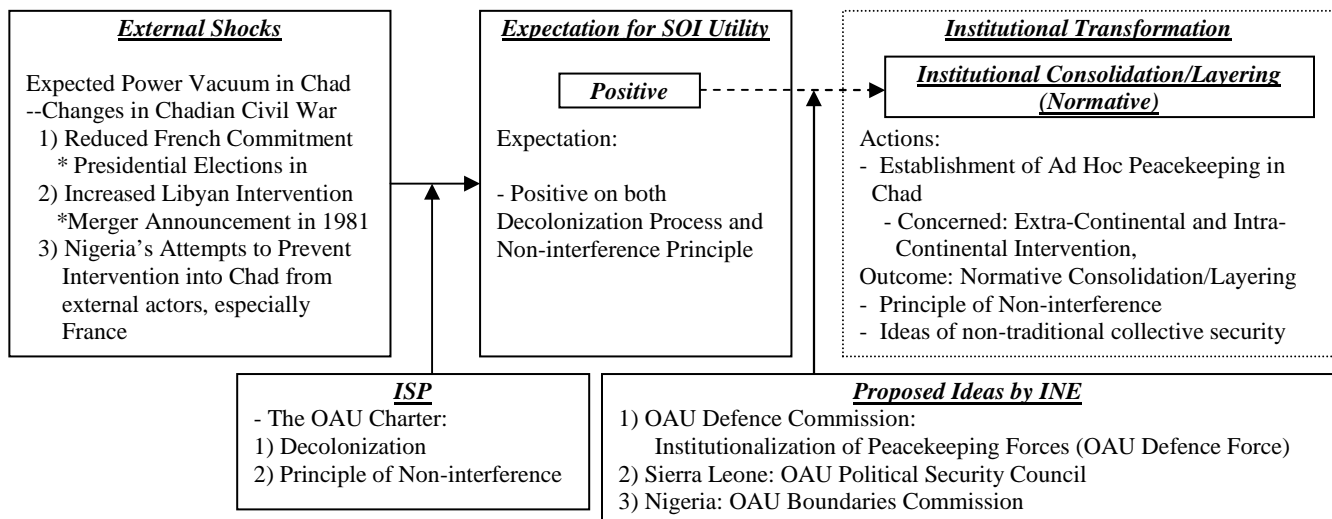 External Shocks
Expected Power Vacuum in Chad
--Changes in Chadian Civil War
1) Reduced French Commitment
* Presidential Elections in
2) Increased Libyan Intervention
*Merger Announcement in 1981
3) Nigeria's Attempts to Prevent
Intervention into Chad from
external actors, especially
France
Expectation for SOI Utility
Positive
Expectation:
- Positive on both
Decolonization Process and
Non-interference Principle
Institutional Transformation
Institutional Consolidation/Layering
(Normative)
Actions:
- Establishment of Ad Hoc Peacekeeping in
Chad
- Concerned: Extra-Continental and Intra-
Continental Intervention,
Outcome: Normative Consolidation/Layering
- Principle of Non-interference
- Ideas of non-traditional collective security
ISP
- The OAU Charter:
1) Decolonization
2) Principle of Non-interference
Proposed Ideas by INE
1) OAU Defence Commission:
Institutionalization of Peacekeeping Forces (OAU Defence Force)
2) Sierra Leone: OAU Political Security Council
3) Nigeria: OAU Boundaries Commission